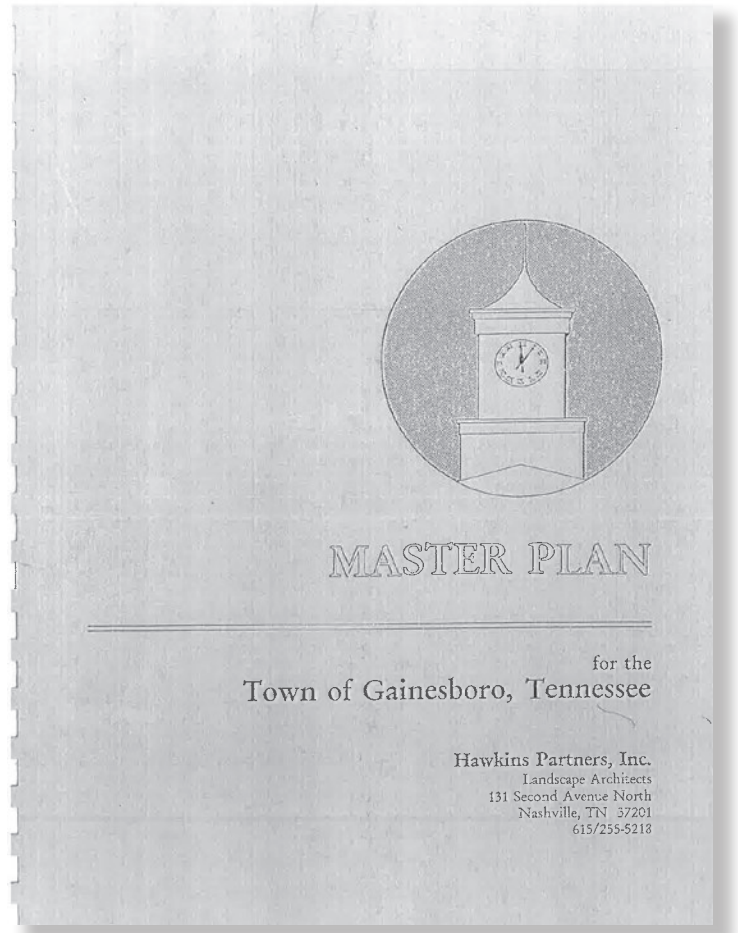 MASTER PLAN
for the
Town of Gainesboro, Tennessee
Hawkins Partners, Inc.
Landscape Architects
131 Second Avenue North
Nashville, TN 37201
615/255-5218